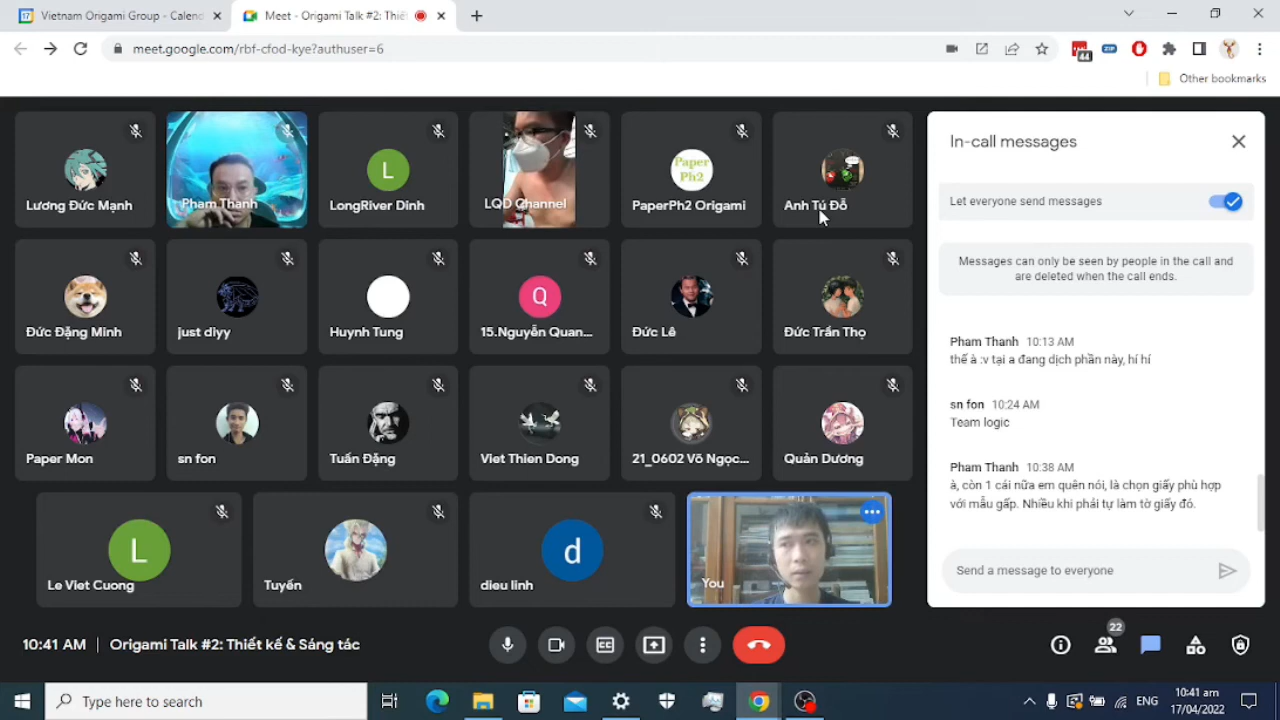 Vietnam Origami Group - Calend
Meet - Origami Talk #2: Thiết
meet.google.com/rbf-cfod-kye?authuser=6
44
ZIP
Other bookmarks
Lương Đức Mạnh
Pham Thanh
L
LongRiver Dinh
LQD Channel
Paper
Ph2
PaperPh2 Origami
Anh Tú Đỗ
Đức Đặng Minh
just diyy
Huynh Tung
Q
15.Nguyễn Quan...
Đức Lê
Đức Trần Thọ
Paper Mon
sn fon
Tuấn Đặng
Viet Thien Dong
21_0602 Võ Ngọc...
Quản Dương
L
Le Viet Cuong
Tuyến
d
dieu linh
You
In-call messages
Let everyone send messages
Messages can only be seen by people in the call and
are deleted when the call ends.
Pham Thanh 10:13 AM
thế à :v tại a đang dịch phần này, hí hí
sn fon 10:24 AM
Team logic
Pham Thanh 10:38 AM
à, còn 1 cái nữa em quên nói, là chọn giấy phù hợp
với mẫu gấp. Nhiều khi phải tự làm tờ giấy đó.
Send a message to everyone
10:41 AM | Origami Talk #2: Thiết kế & Sáng tác
CC
22
Type here to search
ENG
10:41 am
17/04/2022